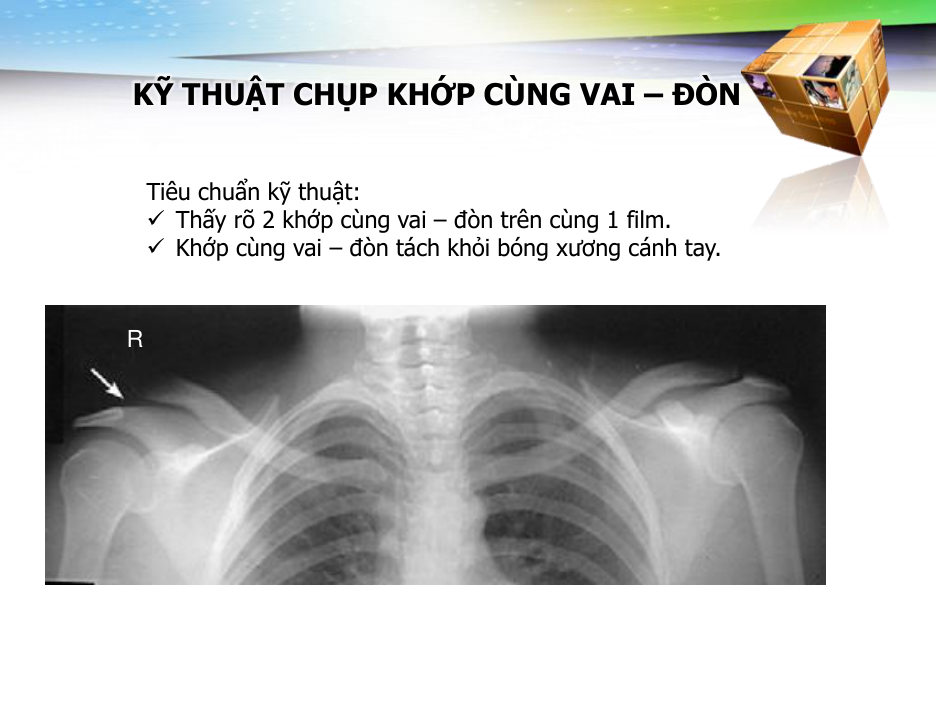 KỸ THUẬT CHỤP KHỚP CÙNG VAI – ĐÒN
Tiêu chuẩn kỹ thuật:
✓ Thấy rõ 2 khớp cùng vai – đòn trên cùng 1 film.
✓ Khớp cùng vai – đòn tách khỏi bóng xương cánh tay.
R